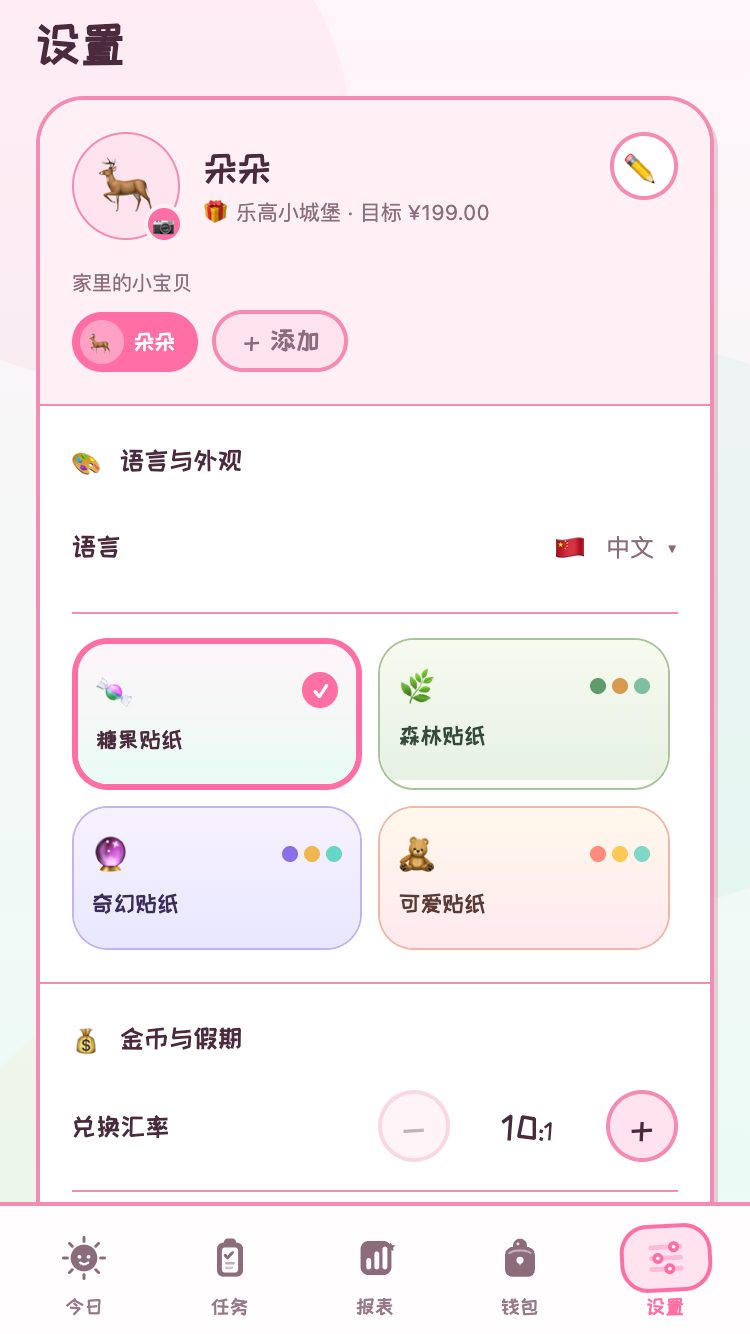 设置
朵朵
乐高小城堡 · 目标 ¥199.00
家里的小宝贝
朵朵
+ 添加
语言与外观
语言
中文 ▾
糖果贴纸
森林贴纸
奇幻贴纸
可爱贴纸
金币与假期
兑换汇率
− 10:1 +
今日
任务
报表
钱包
设置